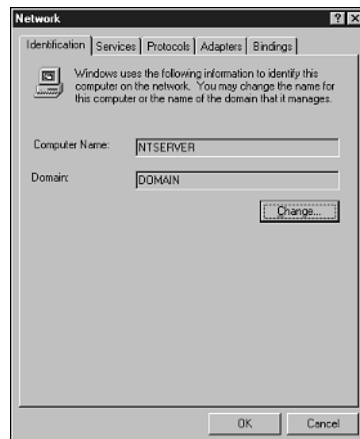 Network
Identification Services Protocols Adapters Bindings
Windows uses the following information to identify this
computer on the network. You may change the name for
this computer or the name of the domain that it manages.
Computer Name: NTSERVER
Domain: DOMAIN
Change...
OK Cancel